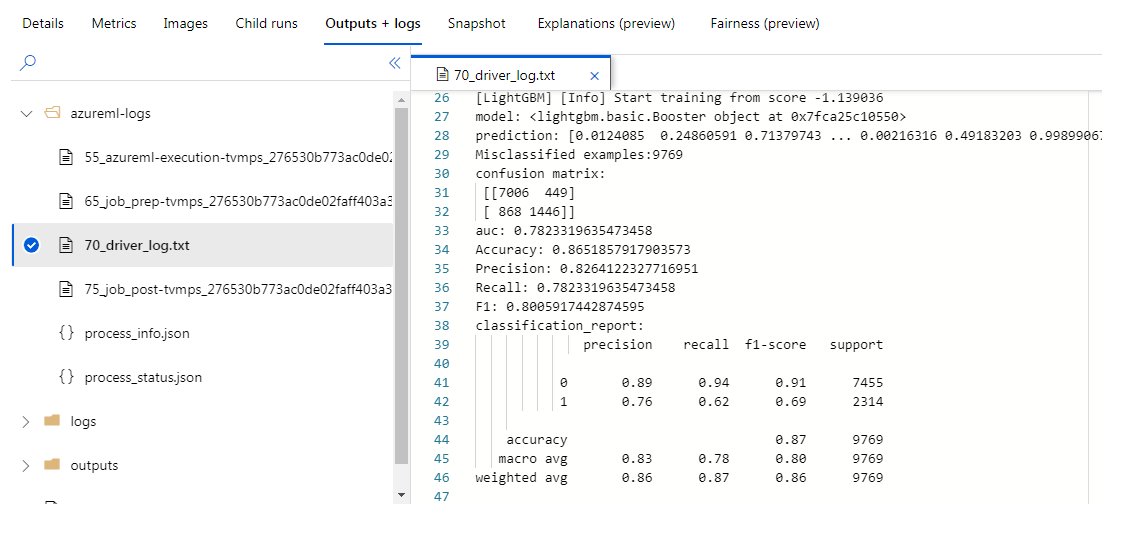 Details Metrics Images Child runs Outputs + logs Snapshot Explanations (preview) Fairness (preview)
azureml-logs
55_azureml-execution-tvmps_276530b773ac0de02
65_job_prep-tvmps_276530b773ac0de02faff403a3
70_driver_log.txt
75_job_post-tvmps_276530b773ac0de02faff403a3
{} process_info.json
{} process_status.json
logs
outputs
70_driver_log.txt
26 [LightGBM] [Info] Start training from score -1.139036
27 model: <lightgbm.basic.Booster object at 0x7fca25c10550>
28 prediction: [0.0124085 0.24860591 0.71379743 ... 0.00216316 0.49183203 0.99899067
29 Misclassified examples:9769
30 confusion matrix:
31 [[7006 449]
32 [ 868 1446]]
33 auc: 0.7823319635473458
34 Accuracy: 0.8651857917903573
35 Precision: 0.8264122327716951
36 Recall: 0.7823319635473458
37 F1: 0.8005917442874595
38 classification_report:
39 precision recall f1-score support
40
41 0 0.89 0.94 0.91 7455
42 1 0.76 0.62 0.69 2314
43
44 accuracy 0.87 9769
45 macro avg 0.83 0.78 0.80 9769
46 weighted avg 0.86 0.87 0.86 9769
47